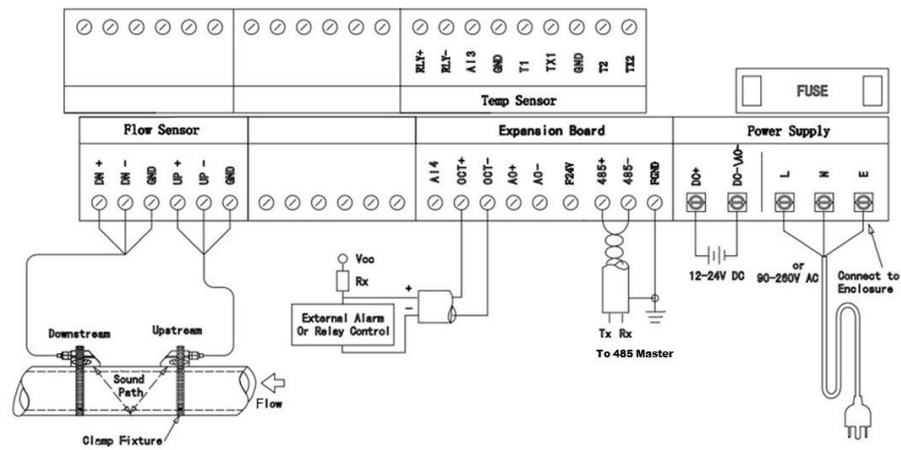 RLY+ RLY- AI3 GND T1 TX1 GND T2 TX2
Temp Sensor
FUSE
Flow Sensor
Expansion Board
Power Supply
DN + DN - GND UP + UP - GND
AI4 OCT+ OCT- AO+ AO- F24V 485+ 485- FGND
DO+ DO-\AO- L N E
Vcc
Rx
+
-
External Alarm
Or Relay Control
12-24V DC
or
90-260V AC
Connect to
Enclosure
Tx Rx
To 485 Master
Downstream
Upstream
Sound
Path
Flow
Clamp Fixture